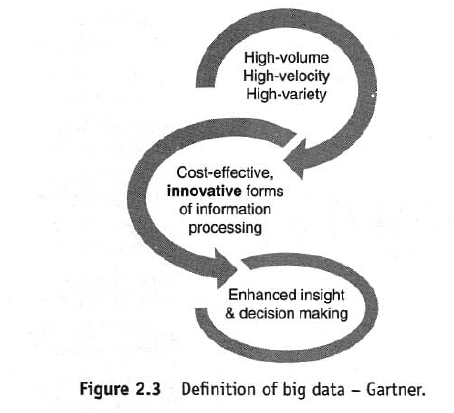 High-volume
High-velocity
High-variety
Cost-effective,
innovative forms
of information
processing
Enhanced insight
& decision making
Figure 2.3 Definition of big data – Gartner.